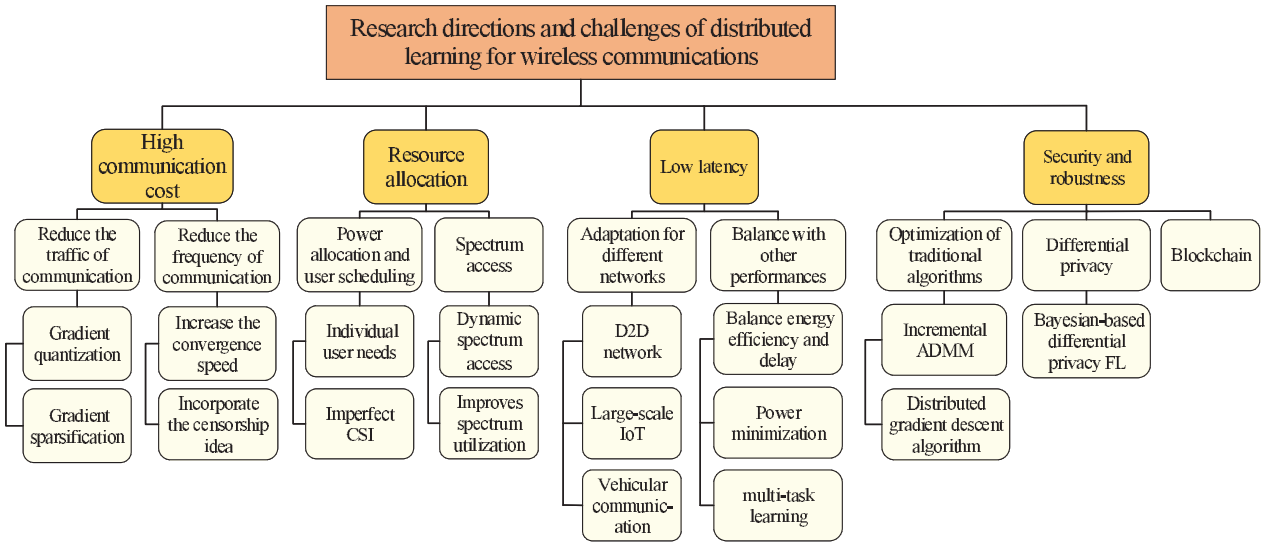 Research directions and challenges of distributed
learning for wireless communications
High
communication
cost
Resource
allocation
Low latency
Security and
robustness
Reduce the
traffic of
communication
Reduce the
frequency of
communication
Power
allocation and
user scheduling
Spectrum
access
Adaptation for
different
networks
Balance with
other
performances
Optimization of
traditional
algorithms
Differential
privacy
Blockchain
Gradient
quantization
Increase the
convergence
speed
Individual
user needs
Dynamic
spectrum
access
D2D
network
Balance energy
efficiency and
delay
Incremental
ADMM
Bayesian-based
differential
privacy FL
Gradient
sparsification
Incorporate
the censorship
idea
Imperfect
CSI
Improves
spectrum
utilization
Large-scale
IoT
Power
minimization
Distributed
gradient descent
algorithm
Vehicular
communic-
ation
multi-task
learning